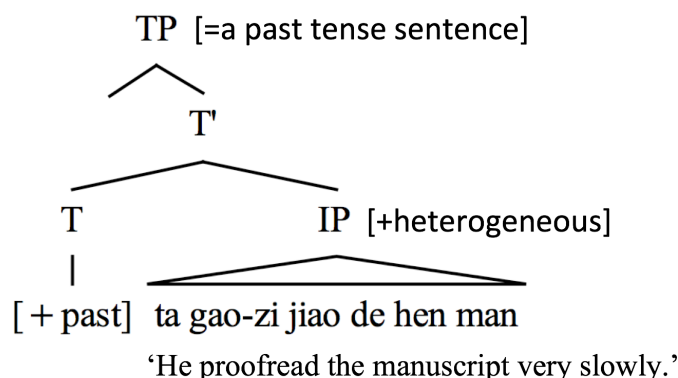 TP [=a past tense sentence]
T'
T IP [+heterogeneous]
[+past] ta gao-zi jiao de hen man
‘He proofread the manuscript very slowly.’